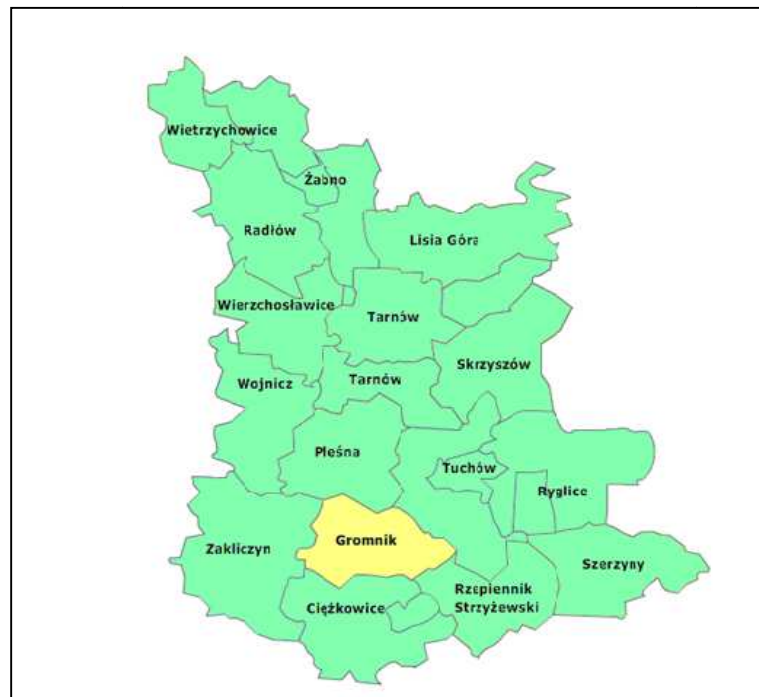 Wietrzychowice
Żabno
Radłów
Lisia Góra
Wierzchosławice
Tarnów
Skrzyszów
Wojnicz
Tarnów
Pleśna
Tuchów
Ryglice
Gromnik
Zakliczyn
Szerzyny
Rzepiennik
Strzyżewski
Ciężkowice